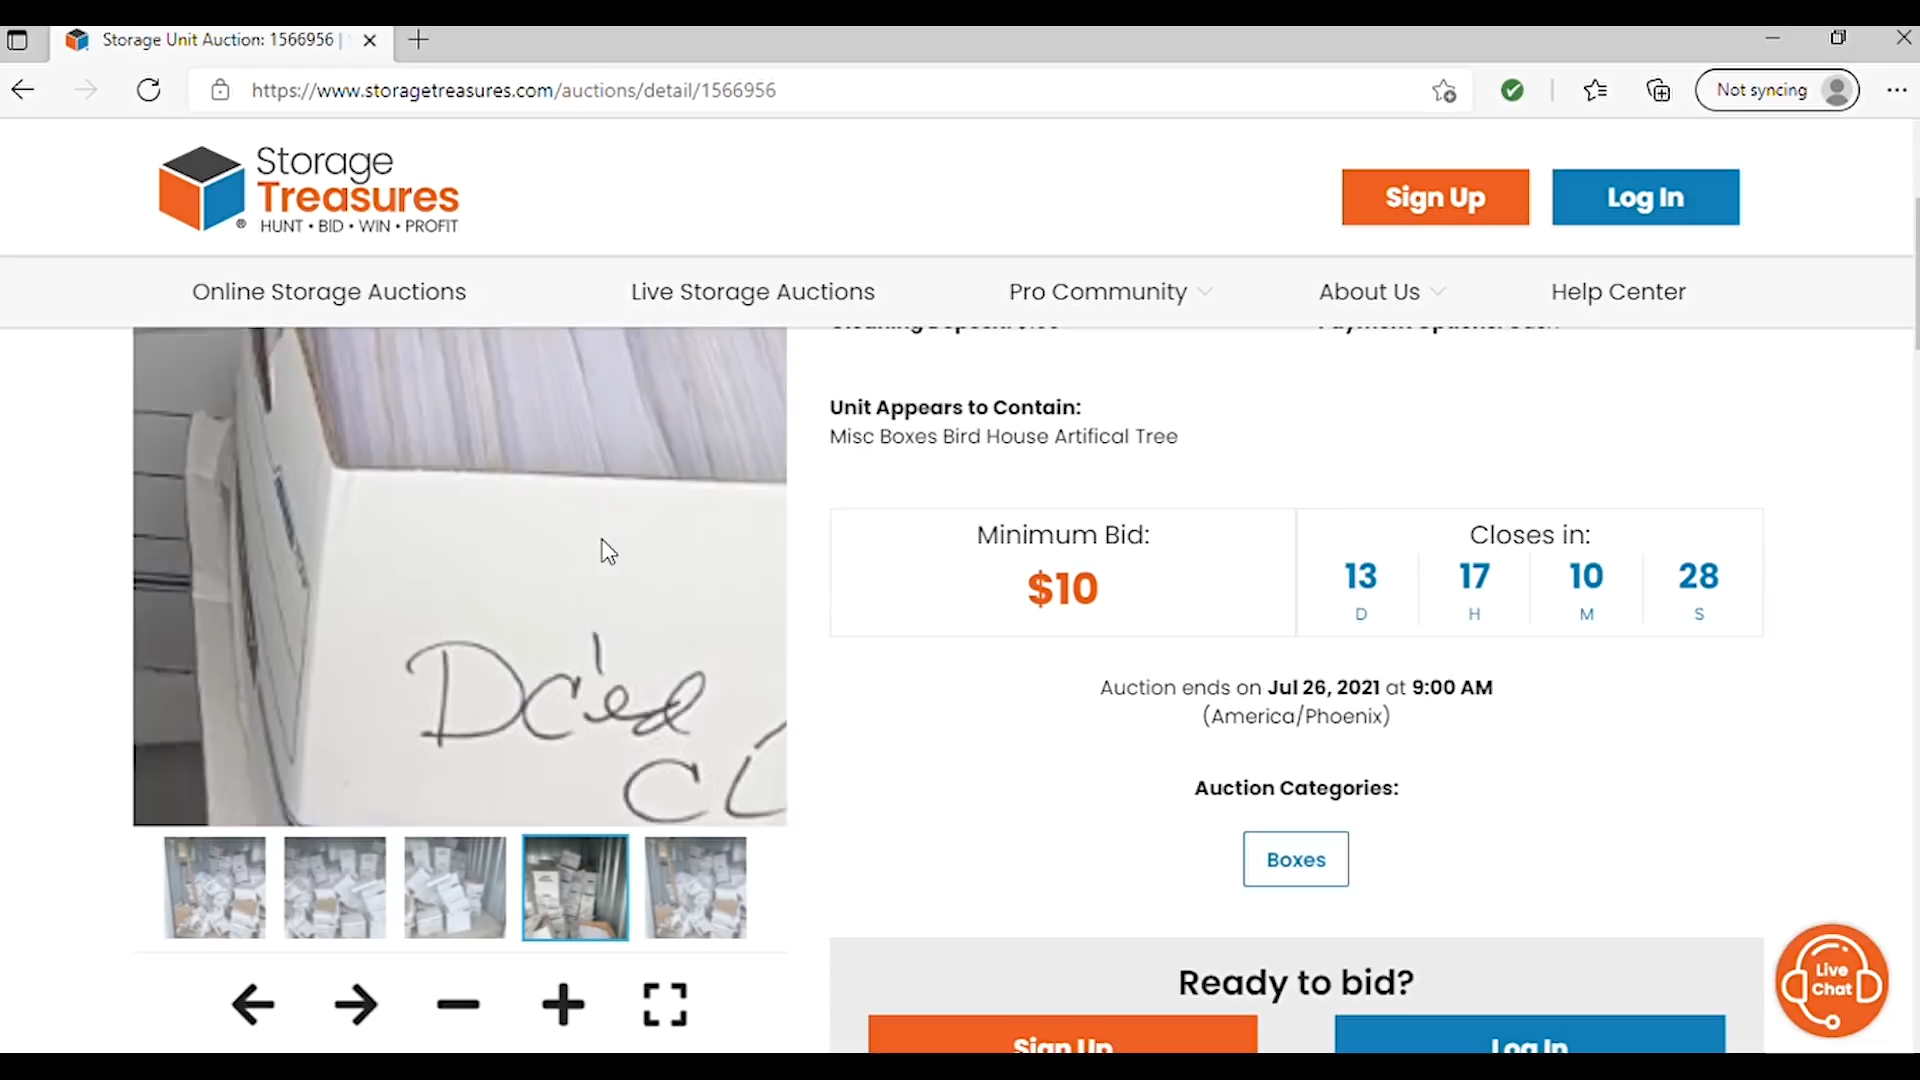 Storage Unit Auction: 1566956 |
https://www.storagetreasures.com/auctions/detail/1566956
Not syncing
Storage
Treasures
®
HUNT • BID • WIN • PROFIT
Sign Up
Log In
Online Storage Auctions
Live Storage Auctions
Pro Community
About Us
Help Center
Unit Appears to Contain:
Misc Boxes Bird House Artifical Tree
Minimum Bid:
$10
Closes in:
13 17 10 28
D H M S
Auction ends on Jul 26, 2021 at 9:00 AM
(America/Phoenix)
Auction Categories:
Boxes
Dc'ed
Ready to bid?
Sign Up
Log In
Live
Chat